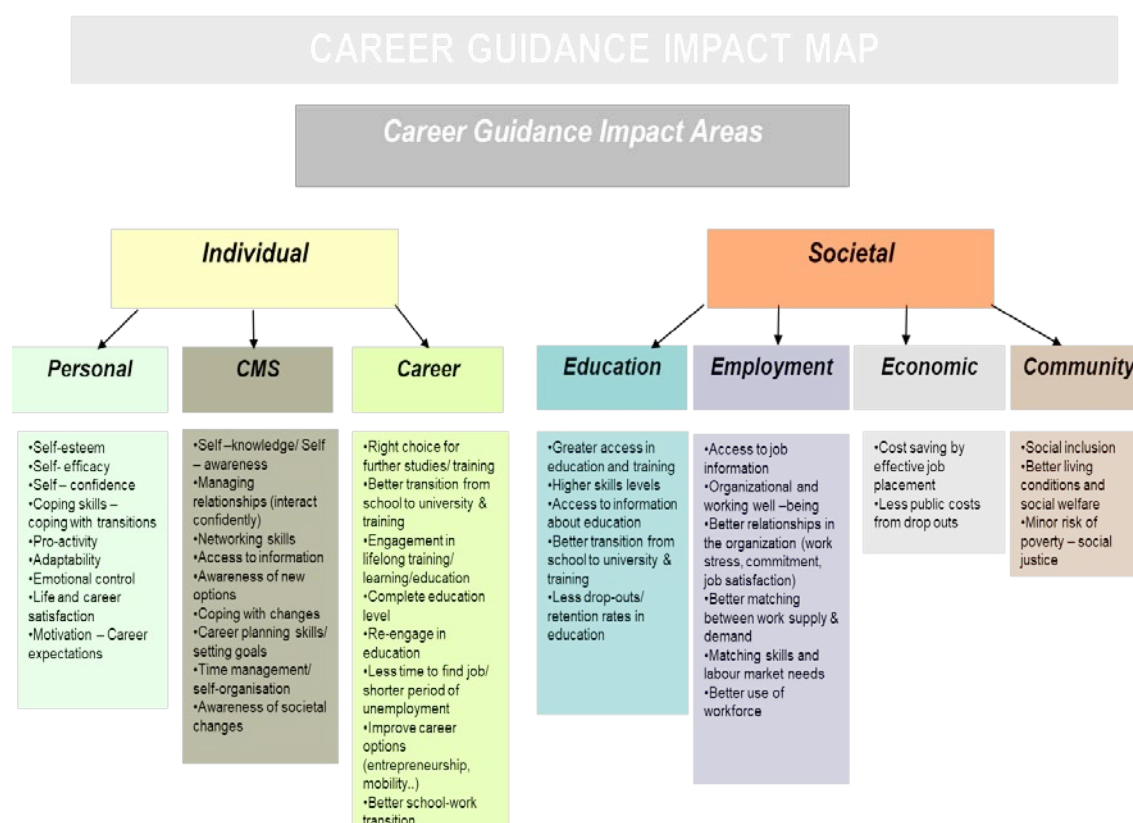 CAREER GUIDANCE IMPACT MAP
Career Guidance Impact Areas
Individual
Societal
Personal
CMS
Career
Education
Employment
Economic
Community
•Self-esteem
•Self- efficacy
•Self – confidence
•Coping skills –
coping with transitions
•Pro-activity
•Adaptability
•Emotional control
•Life and career
satisfaction
•Motivation – Career
expectations
•Self –knowledge/ Self
– awareness
•Managing
relationships (interact
confidently)
•Networking skills
•Access to information
•Awareness of new
options
•Coping with changes
•Career planning skills/
setting goals
•Time management/
self-organisation
•Awareness of societal
changes
•Right choice for
further studies/ training
•Better transition from
school to university &
training
•Engagement in
lifelong training/
learning/education
•Complete education
level
•Re-engage in
education
•Less time to find job/
shorter period of
unemployment
•Improve career
options
(entrepreneurship,
mobility..)
•Better school-work
transition
•Greater access in
education and training
•Higher skills levels
•Access to information
about education
•Better transition from
school to university &
training
•Less drop-outs/
retention rates in
education
•Access to job
information
•Organizational and
working well –being
•Better relationships in
the organization (work
stress, commitment,
job satisfaction)
•Better matching
between work supply &
demand
•Matching skills and
labour market needs
•Better use of
workforce
•Cost saving by
effective job
placement
•Less public costs
from drop outs
•Social inclusion
•Better living
conditions and
social welfare
•Minor risk of
poverty – social
justice